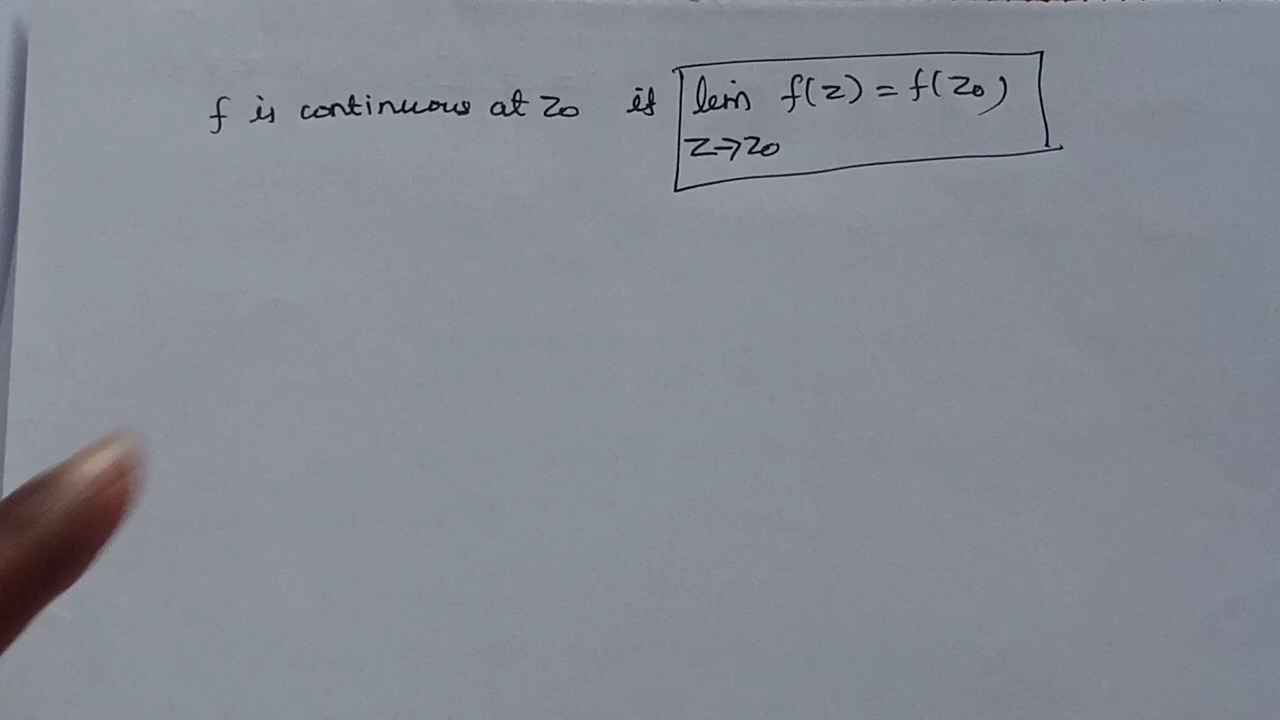 f is continuous at z₀ if lim f(z) = f(z₀)
z→z₀